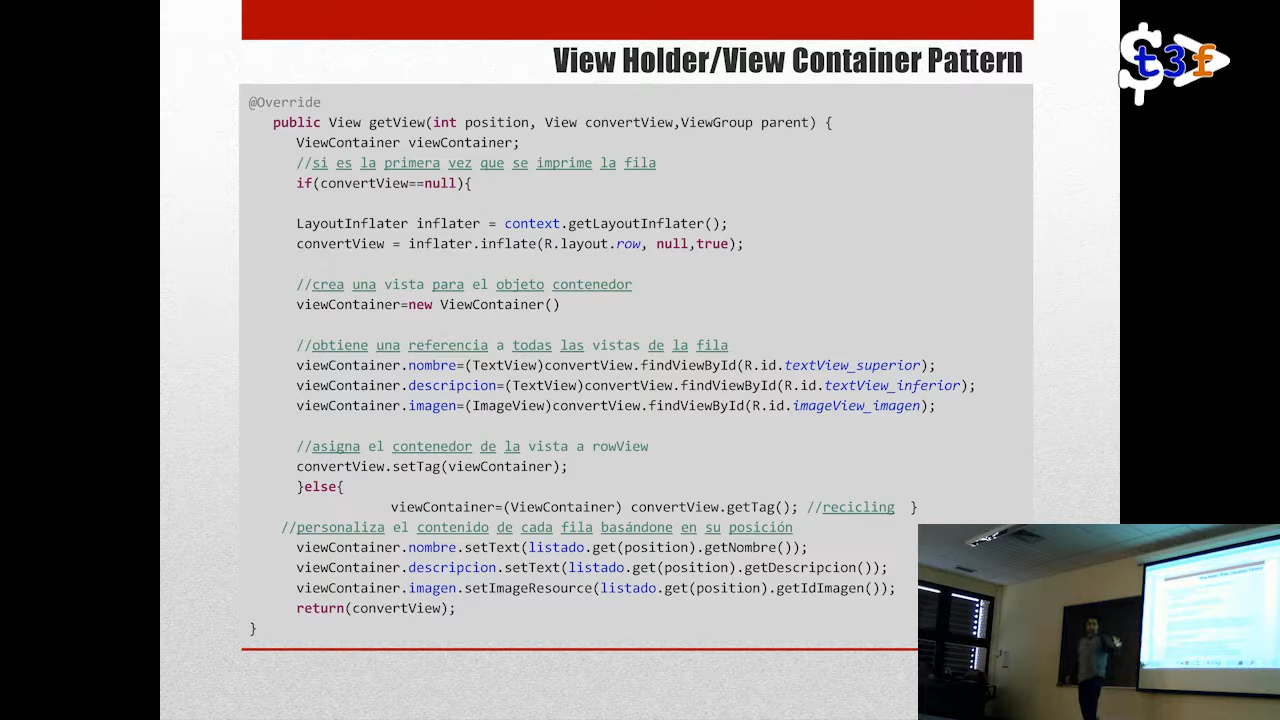 View Holder/View Container Pattern
$t3f
@Override
public View getView(int position, View convertView,ViewGroup parent) {
ViewContainer viewContainer;
//si es la primera vez que se imprime la fila
if(convertView==null){
LayoutInflater inflater = context.getLayoutInflater();
convertView = inflater.inflate(R.layout.row, null,true);
//crea una vista para el objeto contenedor
viewContainer=new ViewContainer()
//obtiene una referencia a todas las vistas de la fila
viewContainer.nombre=(TextView)convertView.findViewById(R.id.textView_superior);
viewContainer.descripcion=(TextView)convertView.findViewById(R.id.textView_inferior);
viewContainer.imagen=(ImageView)convertView.findViewById(R.id.imageView_imagen);
//asigna el contenedor de la vista a rowView
convertView.setTag(viewContainer);
}else{
viewContainer=(ViewContainer) convertView.getTag(); //recicling }
//personaliza el contenido de cada fila basándone en su posición
viewContainer.nombre.setText(listado.get(position).getNombre());
viewContainer.descripcion.setText(listado.get(position).getDescripcion());
viewContainer.imagen.setImageResource(listado.get(position).getIdImagen());
return(convertView);
}